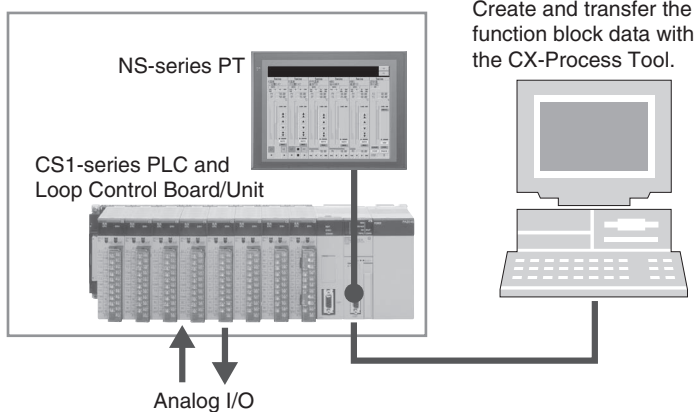 Create and transfer the
function block data with
the CX-Process Tool.
NS-series PT
CS1-series PLC and
Loop Control Board/Unit
Analog I/O